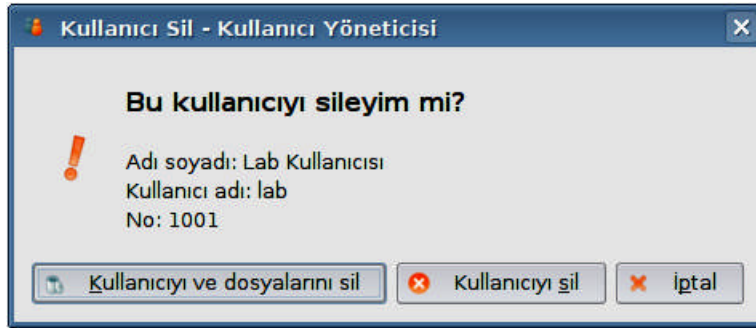 Kullanıcı Sil - Kullanıcı Yöneticisi
Bu kullanıcıyı sileyim mi?
Adı soyadı: Lab Kullanıcısı
Kullanıcı adı: lab
No: 1001
Kullanıcıyı ve dosyalarını sil Kullanıcıyı sil İptal